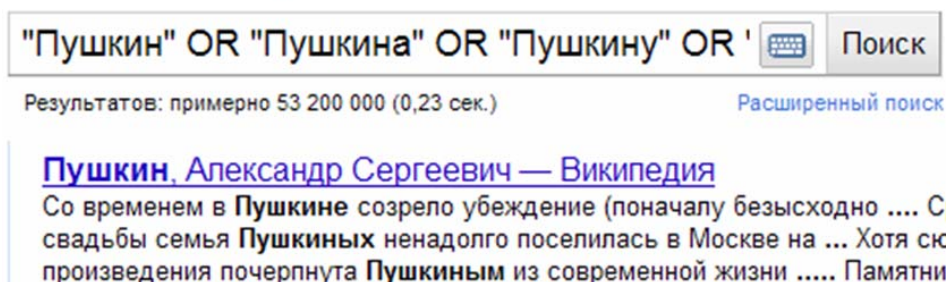 "Пушкин" OR "Пушкина" OR "Пушкину" OR " Поиск
Результатов: примерно 53 200 000 (0,23 сек.) Расширенный поиск
Пушкин, Александр Сергеевич — Википедия
Со временем в Пушкине созрело убеждение (поначалу безысходно .... С
свадьбы семья Пушкиных ненадолго поселилась в Москве на ... Хотя сю
произведения почерпнута Пушкиным из современной жизни ..... Памятни